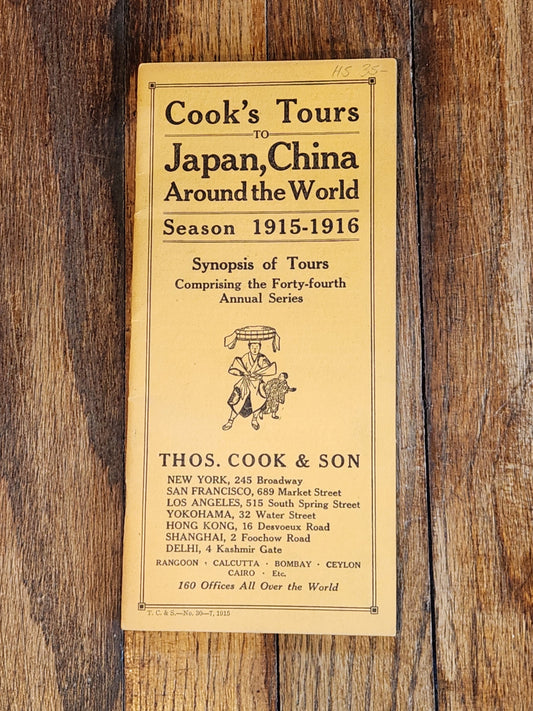 HS 35-
Cook's Tours
TO
Japan, China
Around the World
Season 1915-1916
Synopsis of Tours
Comprising the Forty-fourth
Annual Series
THOS. COOK & SON
NEW YORK, 245 Broadway
SAN FRANCISCO, 689 Market Street
LOS ANGELES, 515 South Spring Street
YOKOHAMA, 32 Water Street
HONG KONG, 16 Desvoeux Road
SHANGHAI, 2 Foochow Road
DELHI, 4 Kashmir Gate
RANGOON · CALCUTTA · BOMBAY · CEYLON
CAIRO · Etc.
160 Offices All Over the World
T. C. & S.—No. 30—7, 1915